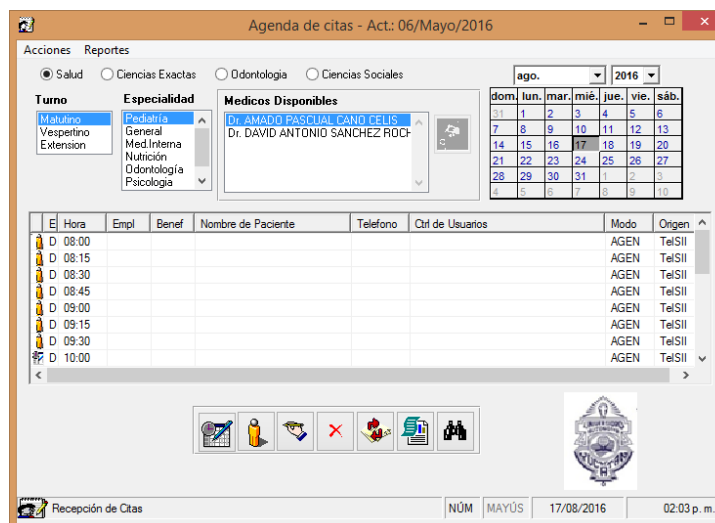 Agenda de citas - Act.: 06/Mayo/2016
Acciones Reportes
Salud Ciencias Exactas Odontologia Ciencias Sociales
ago. 2016
Turno Especialidad Medicos Disponibles
Matutino
Vespertino
Extension
Pediatría
General
Med.Interna
Nutrición
Odontología
Psicologia
Dr. AMADO PASCUAL CANO CELIS
Dr. DAVID ANTONIO SANCHEZ ROCH
dom. lun. mar. mié. jue. vie. sáb.
31 1 2 3 4 5 6
7 8 9 10 11 12 13
14 15 16 17 18 19 20
21 22 23 24 25 26 27
28 29 30 31 1 2 3
4 5 6 7 8 9 10
E Hora Empl Benef Nombre de Paciente Telefono Ctrl de Usuarios Modo Origen
D 08:00 AGEN TelSII
D 08:15 AGEN TelSII
D 08:30 AGEN TelSII
D 08:45 AGEN TelSII
D 09:00 AGEN TelSII
D 09:15 AGEN TelSII
D 09:30 AGEN TelSII
D 10:00 AGEN TelSII
YUCATAN
Recepción de Citas NÚM MAYÚS 17/08/2016 02:03 p. m.